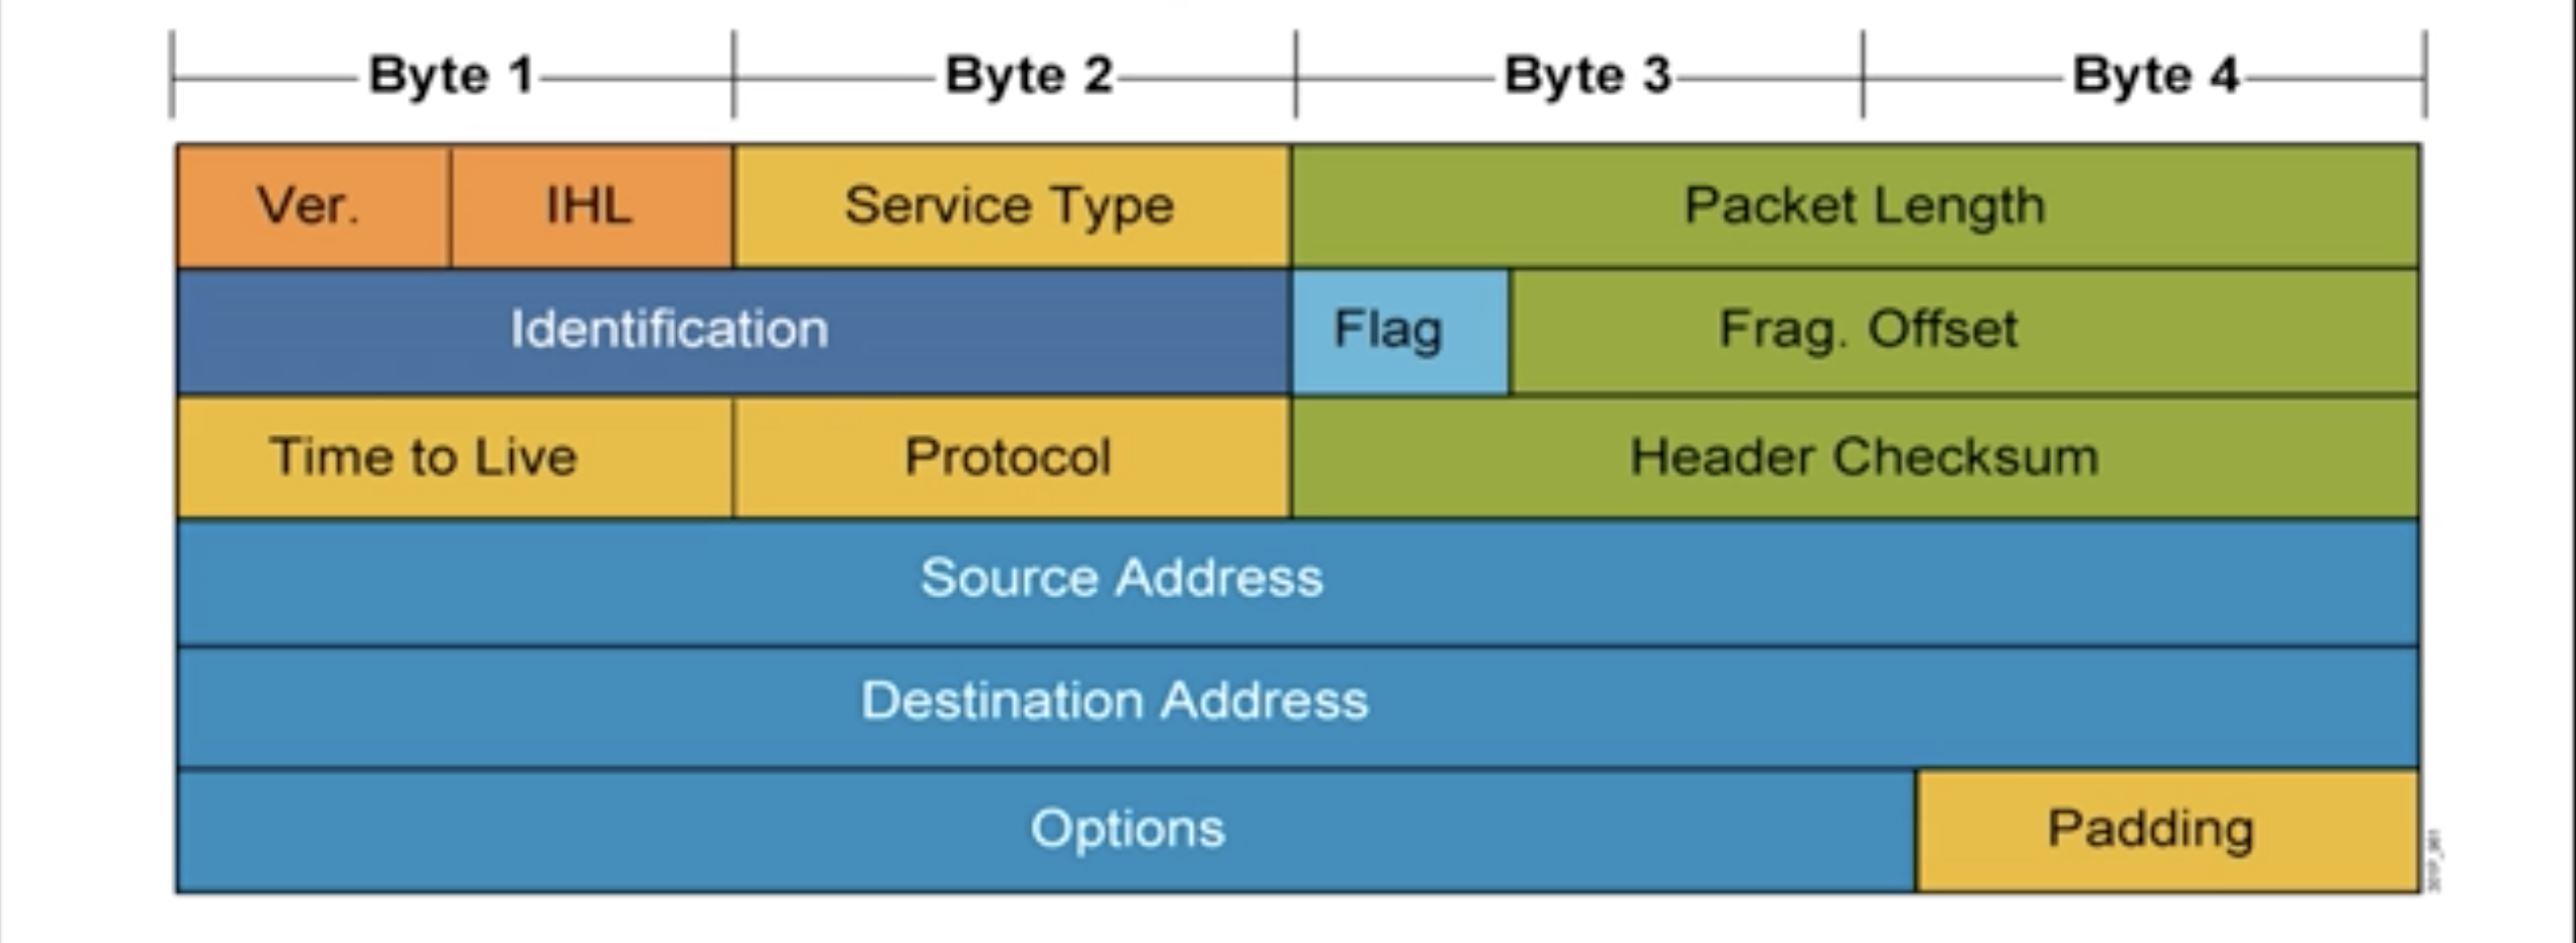 Byte 1 Byte 2 Byte 3 Byte 4
Ver. IHL Service Type Packet Length
Identification Flag Frag. Offset
Time to Live Protocol Header Checksum
Source Address
Destination Address
Options Padding